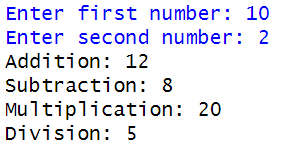 Enter first number: 10
Enter second number: 2
Addition: 12
Subtraction: 8
Multiplication: 20
Division: 5